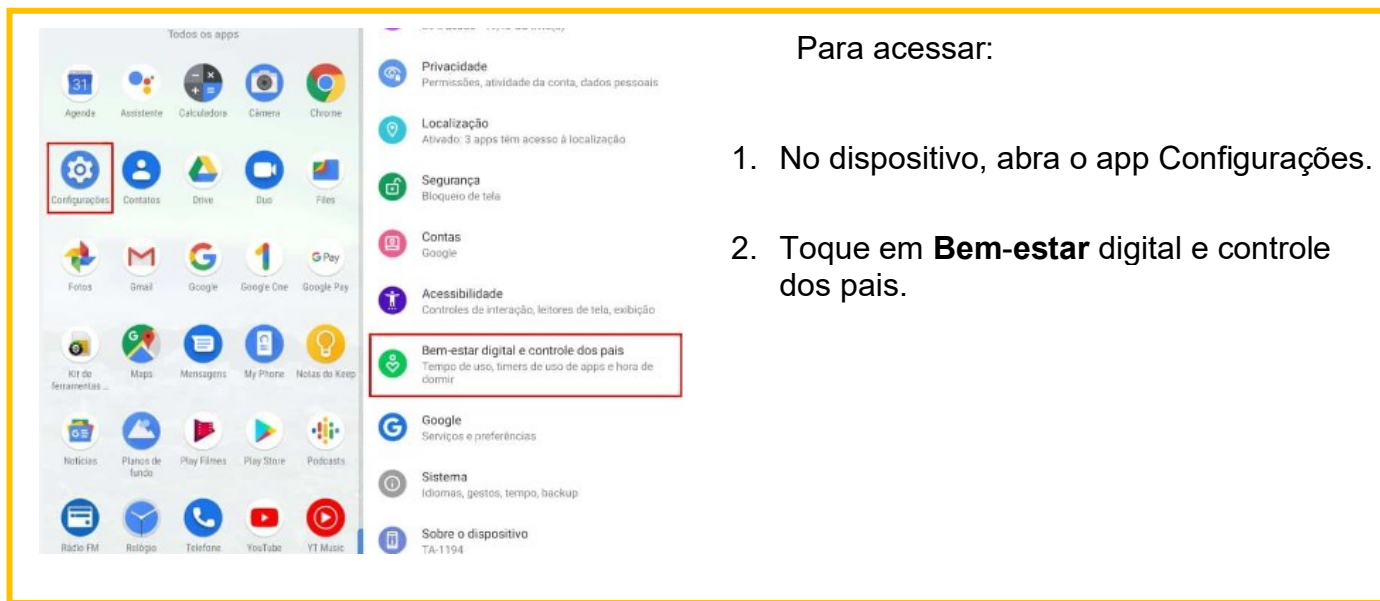 Todos os apps
31
Agenda Assistente Calculadora Câmera Chrome
Configurações Contatos Drive Duo Files
G Pay
Fotos Gmail Google Google One Google Pay
Kit de ferramentas ... Maps Mensagens My Phone Notas do Keep
Notícias Planos de fundo Play Filmes Play Store Podcasts
Rádio FM Relógio Telefone YouTube YT Music
Privacidade
Permissões, atividade da conta, dados pessoais
Localização
Ativado: 3 apps têm acesso à localização
Segurança
Bloqueio de tela
Contas
Google
Acessibilidade
Controles de interação, leitores de tela, exibição
Bem-estar digital e controle dos pais
Tempo de uso, timers de uso de apps e hora de
dormir
Google
Serviços e preferências
Sistema
Idiomas, gestos, tempo, backup
Sobre o dispositivo
TA-1194
Para acessar:
1. No dispositivo, abra o app Configurações.
2. Toque em Bem-estar digital e controle
dos pais.